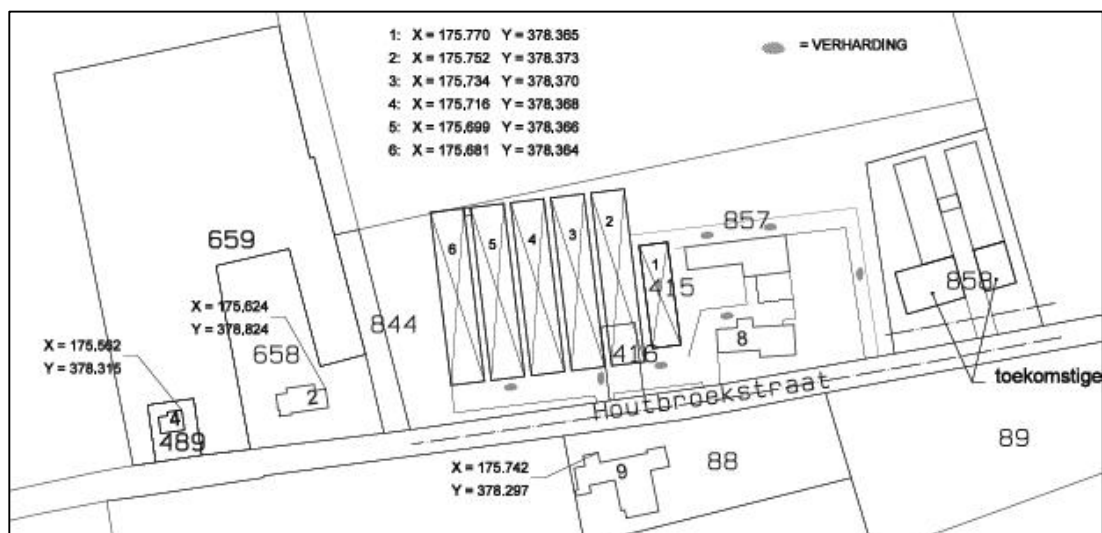 1: X = 175.770 Y = 378.365
2: X = 175.752 Y = 378.373
3: X = 175.734 Y = 378.370
4: X = 175.716 Y = 378.368
5: X = 175.699 Y = 378.366
6: X = 175.681 Y = 378.364
= VERHARDING
659
857
6
5
4
3
2
1
415
858
X = 175.624
Y = 378.824
844
416
8
X = 175.562
Y = 378.315
658
2
toekomstige
Houtbroekstraat
4
489
X = 175.742
Y = 378.297
9
88
89